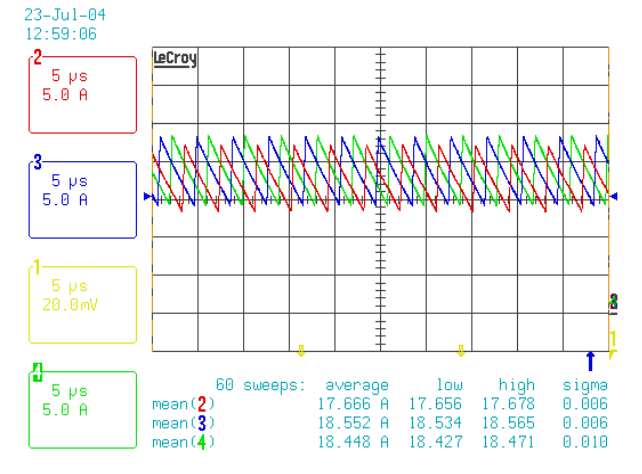 23-Jul-04
12:59:06
LeCroy
2
5 µs
5.0 A
3
5 µs
5.0 A
1
5 µs
20.0mV
4
5 µs
5.0 A
1
60 sweeps: average low high sigma
mean(2) 17.666 A 17.656 17.678 0.006
mean(3) 18.552 A 18.534 18.565 0.006
mean(4) 18.448 A 18.427 18.471 0.010